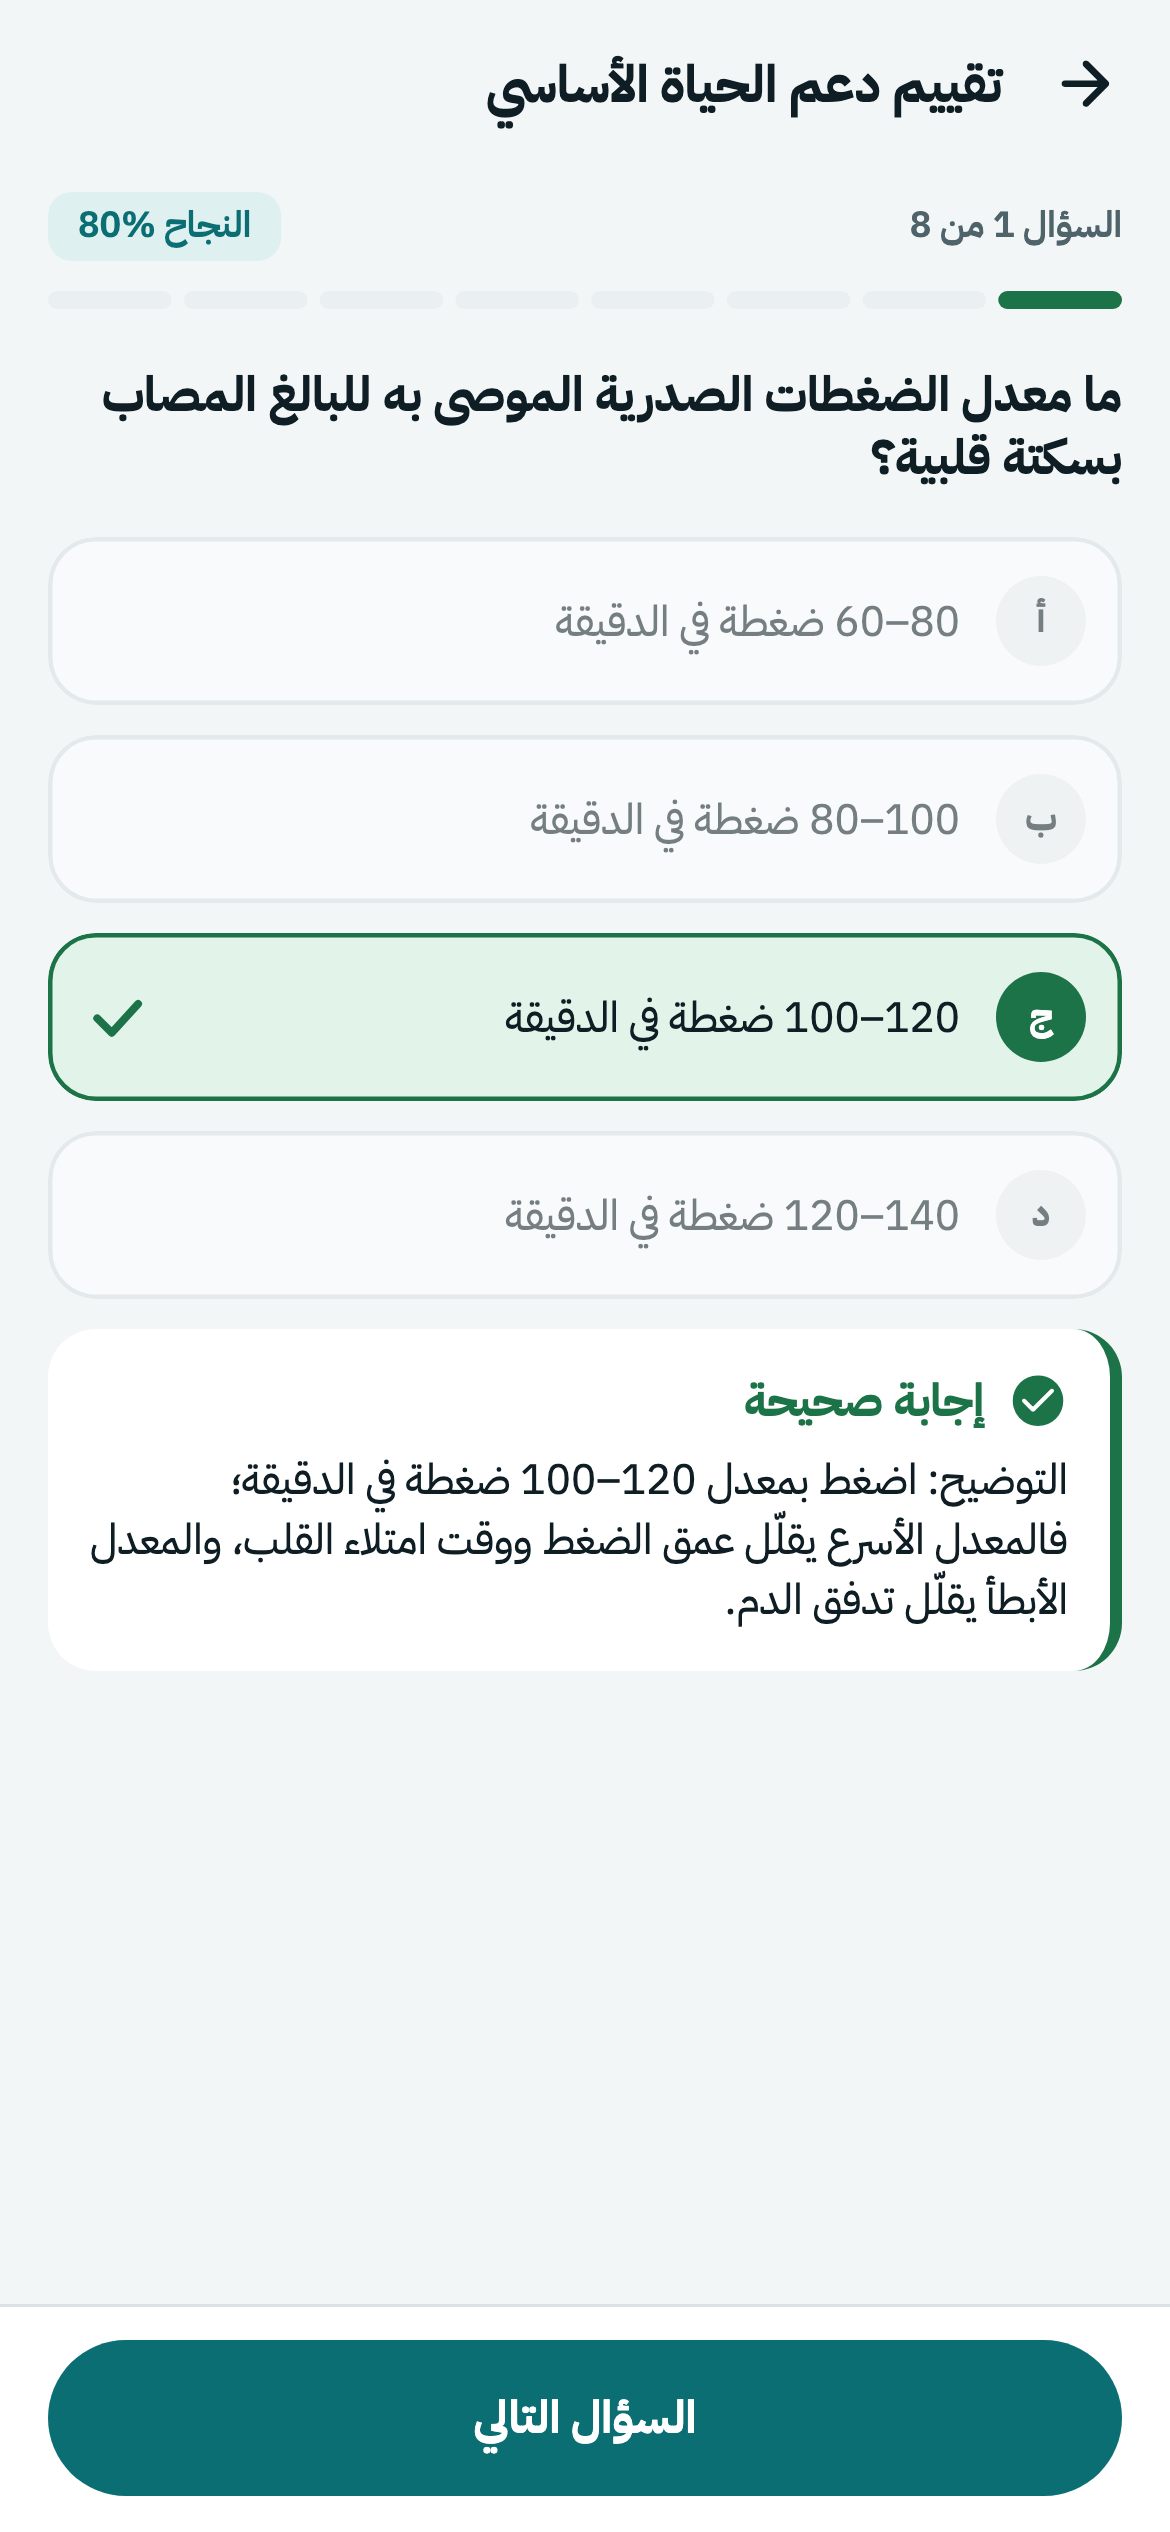 تقييم دعم الحياة الأساسي
السؤال 1 من 8
النجاح 80%
ما معدل الضغطات الصدرية الموصى به للبالغ المصاب
بسكتة قلبية؟
أ
60–80 ضغطة في الدقيقة
ب
80–100 ضغطة في الدقيقة
ج
100–120 ضغطة في الدقيقة
د
120–140 ضغطة في الدقيقة
إجابة صحيحة
التوضيح: اضغط بمعدل 100–120 ضغطة في الدقيقة؛
فالمعدل الأسرع يقلّل عمق الضغط ووقت امتلاء القلب، والمعدل
الأبطأ يقلّل تدفق الدم.
السؤال التالي